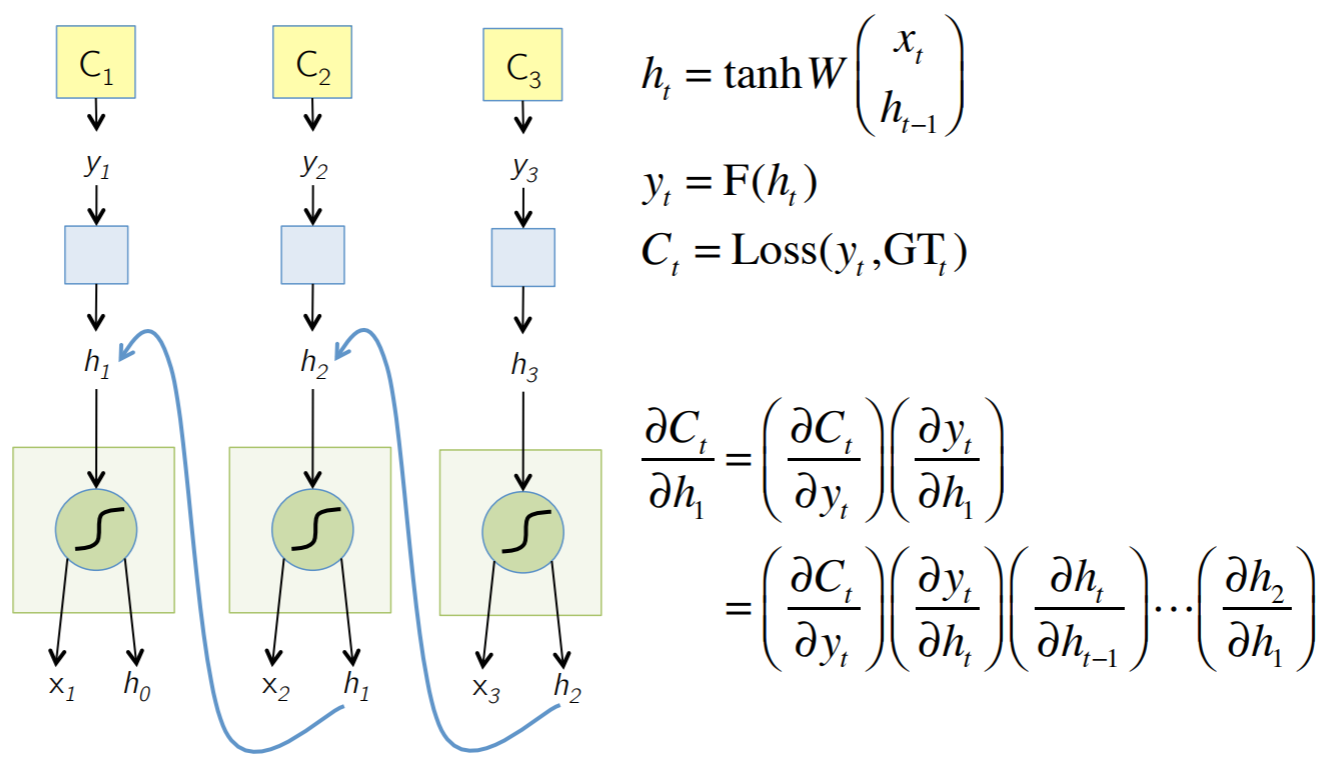 C₁ C₂ C₃
y₁ y₂ y₃
h₁ h₂ h₃
x₁ h₀ x₂ h₁ x₃ h₂
hₜ = tanh W (xₜ hₜ₋₁)
yₜ = F(hₜ)
Cₜ = Loss(yₜ,GTₜ)
∂Cₜ/∂h₁ = (∂Cₜ/∂yₜ)(∂yₜ/∂h₁)
= (∂Cₜ/∂yₜ)(∂yₜ/∂hₜ)(∂hₜ/∂hₜ₋₁)⋯(∂h₂/∂h₁)